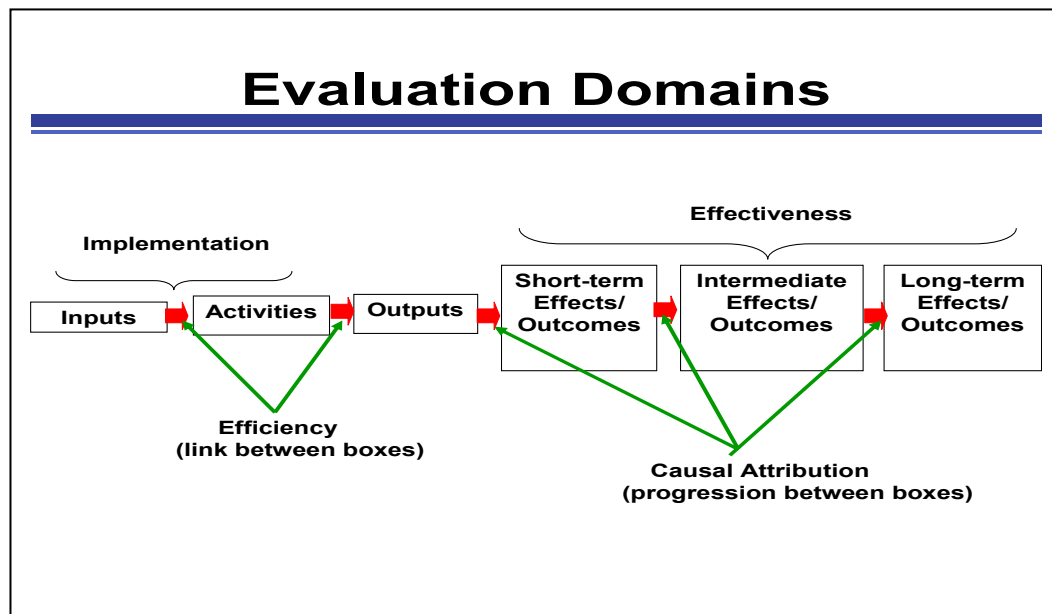 Evaluation Domains
Effectiveness
Implementation
Inputs
Activities
Outputs
Short-term
Effects/
Outcomes
Intermediate
Effects/
Outcomes
Long-term
Effects/
Outcomes
Efficiency
(link between boxes)
Causal Attribution
(progression between boxes)